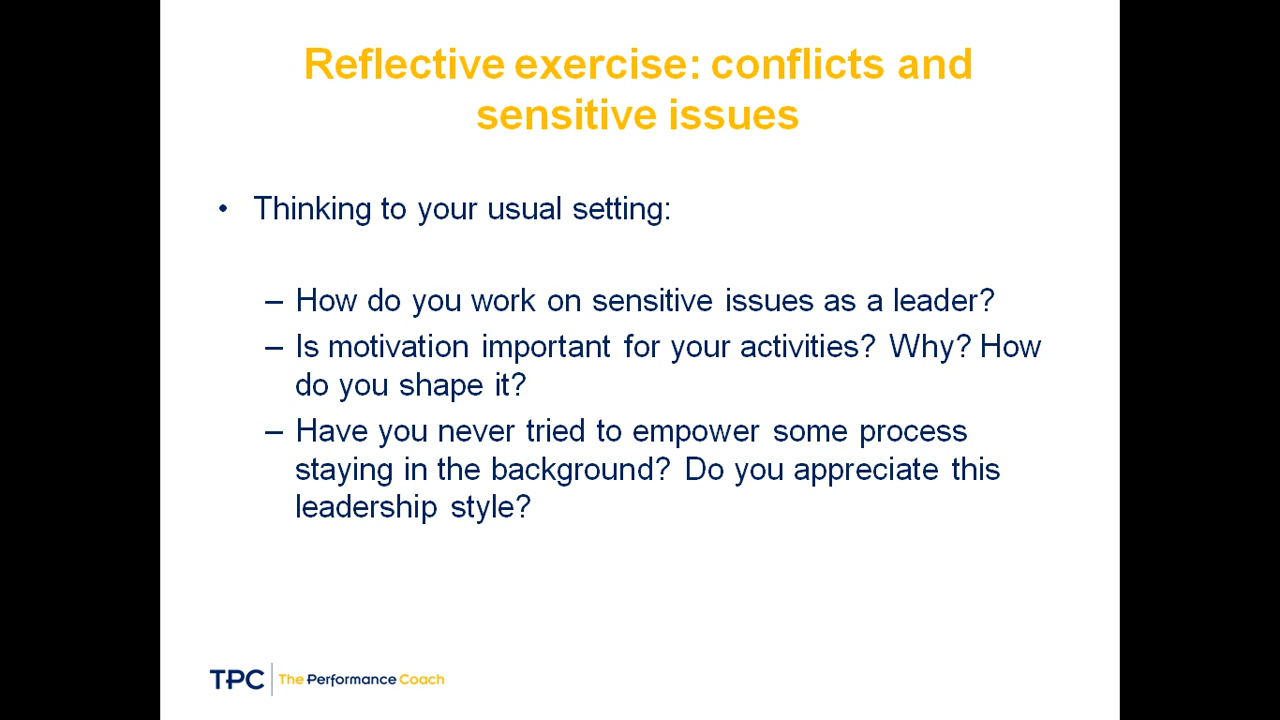 Reflective exercise: conflicts and
sensitive issues
• Thinking to your usual setting:
– How do you work on sensitive issues as a leader?
– Is motivation important for your activities? Why? How
do you shape it?
– Have you never tried to empower some process
staying in the background? Do you appreciate this
leadership style?
TPC | The Performance Coach